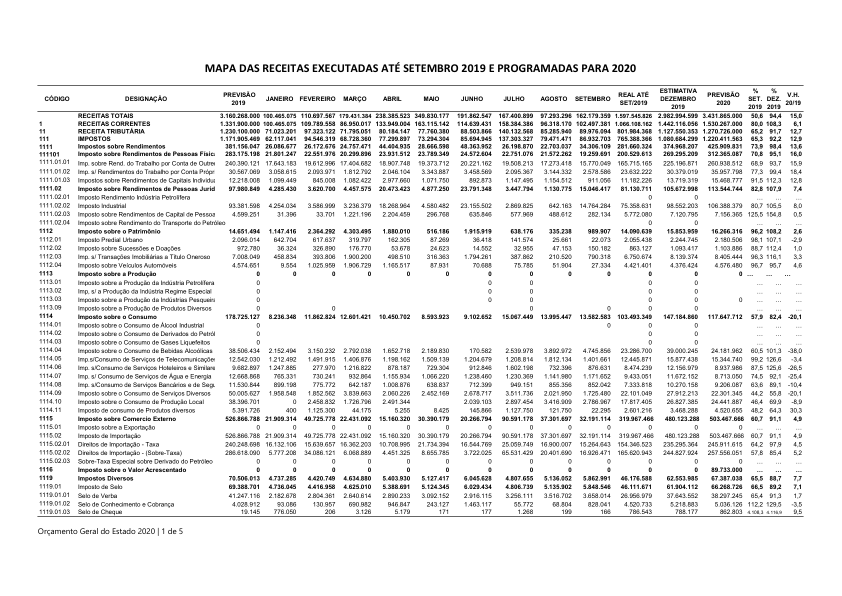 MAPA DAS RECEITAS EXECUTADAS ATÉ SETEMBRO 2019 E PROGRAMADAS PARA 2020
CÓDIGO DESIGNAÇÃO PREVISÃO 2019 JANEIRO FEVEREIRO MARÇO ABRIL MAIO JUNHO JULHO AGOSTO SETEMBRO REAL ATÉ SET/2019 ESTIMATIVA DEZEMBRO 2019 PREVISÃO 2020 % SET. 2019 % DEZ. 2019 V.H. 20/19
RECEITAS TOTAIS 3.160.268.000 100.465.073 110.697.567 179.431.384 238.385.523 349.830.177 191.862.547 167.400.899 97.293.296 162.179.359 1.597.545.826 2.982.994.599 3.431.865.000 50,6 94,4 15,0
1 RECEITAS CORRENTES 1.331.900.000 100.465.073 109.789.558 86.950.017 133.949.004 163.115.142 114.639.431 158.384.386 96.318.170 102.497.381 1.066.108.162 1.442.116.056 1.530.267.000 80,0 108,3 6,1
11 RECEITA TRIBUTÁRIA 1.230.100.000 71.023.201 97.323.122 71.795.051 80.184.147 77.760.380 88.503.866 140.132.568 85.285.940 89.976.094 801.984.368 1.127.550.353 1.270.726.000 65,2 91,7 12,7
111 IMPOSTOS 1.171.905.469 62.117.041 94.546.319 68.728.360 77.299.897 73.294.304 85.694.945 137.307.233 79.471.471 86.932.773 765.388.366 1.080.684.299 1.220.411.563 65,3 92,2 12,9
1111 Impostos sobre Rendimentos 381.156.047 26.086.677 26.172.676 24.757.471 44.404.935 28.666.598 48.363.952 26.198.870 22.703.037 34.306.109 281.660.324 374.968.207 425.909.831 73,9 98,4 13,6
111101 Imposto sobre Rendimentos de Pessoas Físic 283.175.198 21.801.247 22.551.976 20.299.896 23.931.512 23.789.349 24.572.604 22.751.076 21.572.262 19.259.691 200.529.613 269.295.209 312.365.087 70,8 95,1 16,0
1111.01.01 Imp. sobre Rend. do Trabalho por Conta de Outre 240.390.121 17.643.183 19.612.996 17.404.682 18.907.748 19.373.712 20.221.162 19.508.218 17.273.418 15.770.049 165.715.165 225.196.871 260.938.512 68,9 93,7 15,9
1111.01.02 Imp. s/ Rendimentos do Trabalho por Conta Própr 30.567.069 3.058.615 2.093.971 1.812.792 2.046.104 3.343.887 3.458.569 2.095.376 3.144.332 2.578.586 23.632.222 30.379.019 35.957.798 77,3 99,4 18,4
1111.01.03 Impostos sobre Rendimentos de Capitais Individu 12.218.008 1.099.449 845.008 1.082.422 2.977.660 1.071.750 892.873 1.147.495 1.154.512 911.056 11.182.226 13.719.319 15.468.777 91,5 112,3 12,8
1111.02 Imposto sobre Rendimentos de Pessoas Jurid 97.980.849 4.285.430 3.620.700 4.457.575 20.473.423 4.877.250 23.791.348 3.447.794 1.130.775 15.046.417 81.130.711 105.672.998 113.544.744 82,8 107,9 7,4
1111.02.01 Imposto Rendimento Indústria Petrolífera 0 0 0 ... ... ...
1111.02.02 Imposto Industrial 93.381.598 4.254.034 3.586.999 3.236.379 18.268.964 4.580.482 23.155.502 2.869.825 642.163 14.764.284 75.358.631 98.552.203 106.388.379 80,7 105,5 8,0
1111.02.03 Imposto sobre Rendimentos de Capital de Pessoa 4.599.251 31.396 33.701 1.221.196 2.204.459 296.768 635.846 577.969 488.612 282.134 5.772.080 7.120.795 7.156.365 125,5 154,8 0,5
1111.02.04 Imposto sobre Rendimento do Transporte do Petróleo 0 0 0 ... ... ...
1112 Imposto sobre o Patrimônio 14.651.494 1.147.416 2.364.292 4.303.495 1.880.010 516.186 1.915.919 638.176 335.238 989.907 14.090.639 15.853.959 16.266.316 96,2 108,2 2,6
1112.01 Imposto Predial Urbano 2.096.014 642.704 617.637 319.797 162.305 87.269 36.418 141.574 25.661 22.073 2.055.438 2.244.745 2.180.506 98,1 107,1 -2,9
1112.02 Imposto sobre Sucessões e Doações 972.780 36.324 326.890 176.770 53.678 24.623 14.552 32.955 47.153 150.182 863.127 1.093.417 1.103.886 88,7 112,4 1,0
1112.03 Imp. s/ Transações Imobiliárias a Título Oneroso 7.008.049 458.834 393.806 1.900.200 498.510 316.363 1.794.261 387.862 210.520 790.318 6.750.674 8.139.374 8.405.444 96,3 116,1 3,3
1112.04 Imposto sobre Veículos Automóveis 4.574.651 9.554 1.025.959 1.906.729 1.165.517 87.931 70.688 75.785 51.904 27.334 4.421.401 4.376.424 4.576.480 96,7 95,7 4,6
1113 Imposto sobre a Produção 0 0 0 0 0 0 0 0 0 0 0 0 0 ... ... ...
1113.01 Imposto sobre a Produção da Indústria Petrolífera 0 0 0 0 ... ... ...
1113.02 Imp. s/ a Produção da Indústria Regime Especial 0 0 0 0 ... ... ...
1113.03 Imposto sobre a Produção da Indústrias Pesqueir 0 0 0 0 0 ... ... ...
1113.09 Imposto sobre a Produção de Produtos Diversos 0 0 0 0 0 ... ... ...
1114 Imposto sobre o Consumo 178.725.127 8.236.348 11.862.824 12.601.421 10.450.702 8.593.923 9.102.652 15.067.449 13.995.447 13.582.583 103.493.349 147.184.860 117.647.712 57,9 82,4 -20,1
1114.01 Imposto sobre o Consumo de Álcool Industrial 0 0 0 0 ... ... ...
1114.02 Imposto sobre o Consumo de Derivados do Petról 0 0 0 ... ... ...
1114.03 Imposto sobre o Consumo de Gases Liquefeitos 0 0 0 ... ... ...
1114.04 Imposto sobre o Consumo de Bebidas Alcoólicas 38.506.434 2.152.494 3.150.232 2.792.038 1.652.718 2.189.830 170.582 2.539.978 3.892.972 4.745.856 23.286.700 39.000.245 24.181.962 60,5 101,3 -38,0
1114.05 Imp.s/Consumo de Serviços de Telecomunicaçõe 12.542.030 1.212.492 1.491.915 1.406.876 1.198.162 1.509.139 1.204.679 1.208.814 1.812.134 1.401.661 12.445.871 15.877.438 15.344.760 99,2 126,6 -3,4
1114.06 Imp. s/Consumo de Serviços Hoteleiros e Similare 9.682.897 1.247.885 277.970 1.216.822 878.187 729.304 912.846 1.602.198 732.396 876.631 8.474.239 12.156.979 8.937.986 87,5 125,6 -26,5
1114.07 Imp. s/ Consumo de Serviços de Água e Energia 12.668.868 765.331 730.241 932.864 1.155.934 1.066.220 1.238.460 1.230.369 1.141.980 1.171.652 9.433.051 11.672.152 8.713.050 74,5 92,1 -25,4
1114.08 Imp. s/ Consumo de Serviços Bancários e de Segu 11.530.844 899.198 775.772 642.187 1.008.876 638.837 712.399 949.151 855.356 852.042 7.333.818 10.270.158 9.206.087 63,6 89,1 -10,4
1114.09 Imposto sobre o Consumo de Serviços Diversos 50.005.627 1.958.548 1.852.562 3.839.663 2.060.226 2.452.169 2.678.717 3.511.764 3.021.950 1.725.480 22.101.049 27.912.237 22.301.345 44,2 55,8 -20,1
1114.10 Imposto sobre o Consumo de Produção Local 38.396.701 0 2.458.832 1.726.796 2.491.344 2.039.103 2.897.454 3.416.909 2.786.967 17.817.405 26.827.385 24.441.887 46,4 69,9 -8,9
1114.11 Imposto de consumo de Produtos diversos 5.391.726 400 1.125.300 44.175 5.255 8.425 145.866 1.127.750 121.750 22.295 2.601.216 3.468.288 4.520.655 48,2 64,3 30,3
1115 Imposto sobre Comercio Externo 526.866.788 21.909.314 49.725.778 22.431.092 15.160.320 30.390.179 20.266.794 90.591.178 37.301.697 32.191.114 319.967.466 480.123.288 503.467.666 60,7 91,1 4,9
1115.01 Imposto sobre a Exportação 0 0 0 0 0 0 0 0 0 0 0 0 ... ... ...
1115.02 Imposto de Importação 526.866.788 21.909.314 49.725.778 22.431.092 15.160.320 30.390.179 20.266.794 90.591.178 37.301.697 32.191.114 319.967.466 480.123.288 503.467.666 60,7 91,1 4,9
1115.02.01 Direitos de Importação - Taxa 240.248.698 16.132.106 15.639.657 16.362.203 10.708.995 21.734.394 16.544.769 25.059.749 16.900.007 15.264.647 154.346.523 235.295.364 245.911.615 64,2 97,9 4,5
1115.02.02 Direitos de Importação - (Sobre-Taxa) 286.618.090 5.777.208 34.086.121 6.068.889 4.451.325 8.655.785 3.722.025 65.531.429 20.401.690 16.926.467 165.620.943 244.827.924 257.556.051 57,8 85,4 5,2
1115.02.03 Sobre-Taxa Especial sobre Derivado do Petróleo 0 0 0 0 0 0 0 0 0 0 0 0 ... ... ...
1116 Imposto sobre o Valor Acrescentado 0 0 0 0 0 0 0 0 0 0 0 0 89.733.000 ... ... ...
1119 Impostos Diversos 70.506.013 4.737.285 4.420.749 4.634.880 5.403.930 5.127.417 6.045.628 4.807.755 5.136.052 5.862.991 46.176.588 62.553.985 67.387.038 65,5 88,7 7,7
1119.01 Imposto de Selo 69.388.701 4.736.045 4.416.958 4.625.010 5.388.691 5.124.345 6.029.434 4.806.739 5.135.902 5.848.546 46.111.671 61.904.112 66.268.726 66,5 89,2 7,1
1119.01.01 Selo de Verba 41.247.116 2.182.678 2.804.361 2.640.614 2.890.233 3.092.152 2.916.115 3.256.111 3.516.702 3.658.014 26.956.979 37.643.552 38.397.245 65,4 91,3 1,7
1119.01.02 Selo de Conhecimento e Cobrança 4.028.912 93.086 130.957 690.982 946.847 243.127 1.463.117 55.772 68.804 828.041 4.520.733 5.218.883 5.036.126 112,2 129,5 -3,5
1119.01.03 Selo de Cheque 19.145 776.050 206 3.126 5.179 171 177 1.268 199 166 786.543 788.177 862.803 4.108,3 4.116,9 9,5
Orçamento Geral do Estado 2020 | 1 de 5